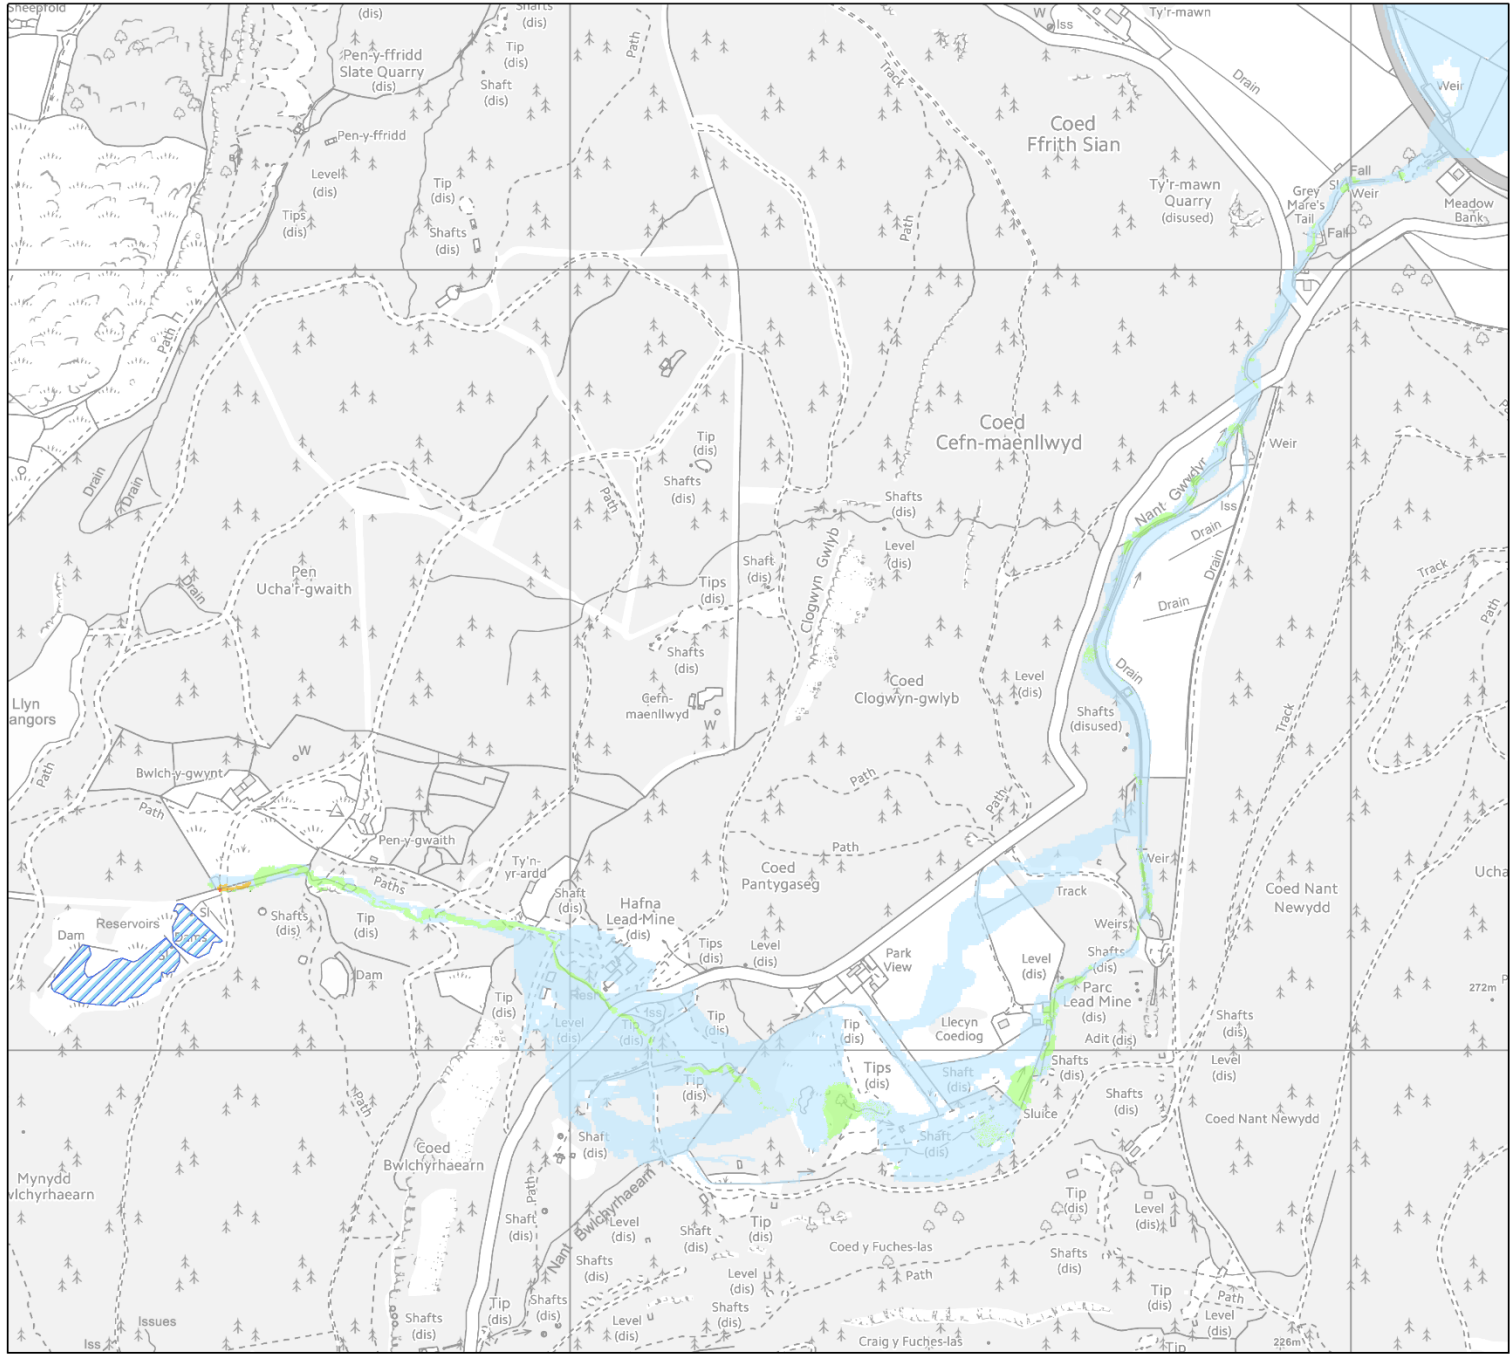 Sheepfold
(dis)
Shafts
(dis)
Tip
(dis)
W
Iss
Ty'r-mawn
Pen-y-ffridd
Slate Quarry
(dis)
Shaft
(dis)
Path
Track
Drain
Weir
Pen-y-ffridd
Coed
Ffrith Sian
Level
(dis)
Tip
(dis)
Tips
(dis)
Shafts
(dis)
Path
Ty'r-mawn
Quarry
(disused)
Grey
Mare's
Tail
Sl
Fall
Weir
Fall
Meadow
Bank
Path
Coed
Cefn-maenllwyd
Tip
(dis)
Shafts
(dis)
Path
Drain
Drain
Shafts
(dis)
Nant Gwydyr
Weir
Iss
Drain
Drain
Level
(dis)
Clogwyn Gwlyb
Shaft
(dis)
Tips
(dis)
Pen
Ucha'r-gwaith
Drain
Drain
Track
Path
Shafts
(dis)
Cefn-
maenllwyd
W
Coed
Clogwyn-gwlyb
Level
(dis)
Drain
Shafts
(disused)
Track
Llyn
angors
Path
W
Bwlch-y-gwynt
Path
Path
Path
Path
Pen-y-gwaith
Paths
Ty'n-
yr-ardd
Coed
Pantygaseg
Weir
Track
Coed Nant
Newydd
Ucha
Reservoirs
Sl
Dam
Dams
Sl
Shafts
(dis)
Tip
(dis)
Shaft
(dis)
Hafna
Lead Mine
(dis)
Tips
(dis)
Level
(dis)
Park
View
Weirs
Shafts
(dis)
Level
(dis)
Parc
Lead Mine
(dis)
Adit (dis)
Dam
Tip
(dis)
Resr
Iss
Level
(dis)
Tip
(dis)
Tip
(dis)
Tip
(dis)
Llecyn
Coediog
272m
Shafts
(dis)
Level
(dis)
Tips
(dis)
Shaft
(dis)
Shafts
(dis)
Tip
(dis)
Sluice
Shafts
(dis)
Coed Nant Newydd
Path
Coed
Bwlchyrhaearn
Shaft
(dis)
Shaft
(dis)
Mynydd
wlchyrhaearn
Path
Nant Bwlchyrhaearn
Tip
(dis)
Level
(dis)
Shaft
(dis)
Level
(dis)
Shaft
(dis)
Tip
(dis)
Coed y Fuches-las
Shafts
(dis)
Shafts
(dis)
Level
(dis)
Path
Tip
(dis)
Path
Issues
Iss
Shafts
(dis)
Tip
(dis)
Shafts
(dis)
Level
(dis)
Shafts
(dis)
Craig y Fuches-las
Level
(dis)
Tip
226m